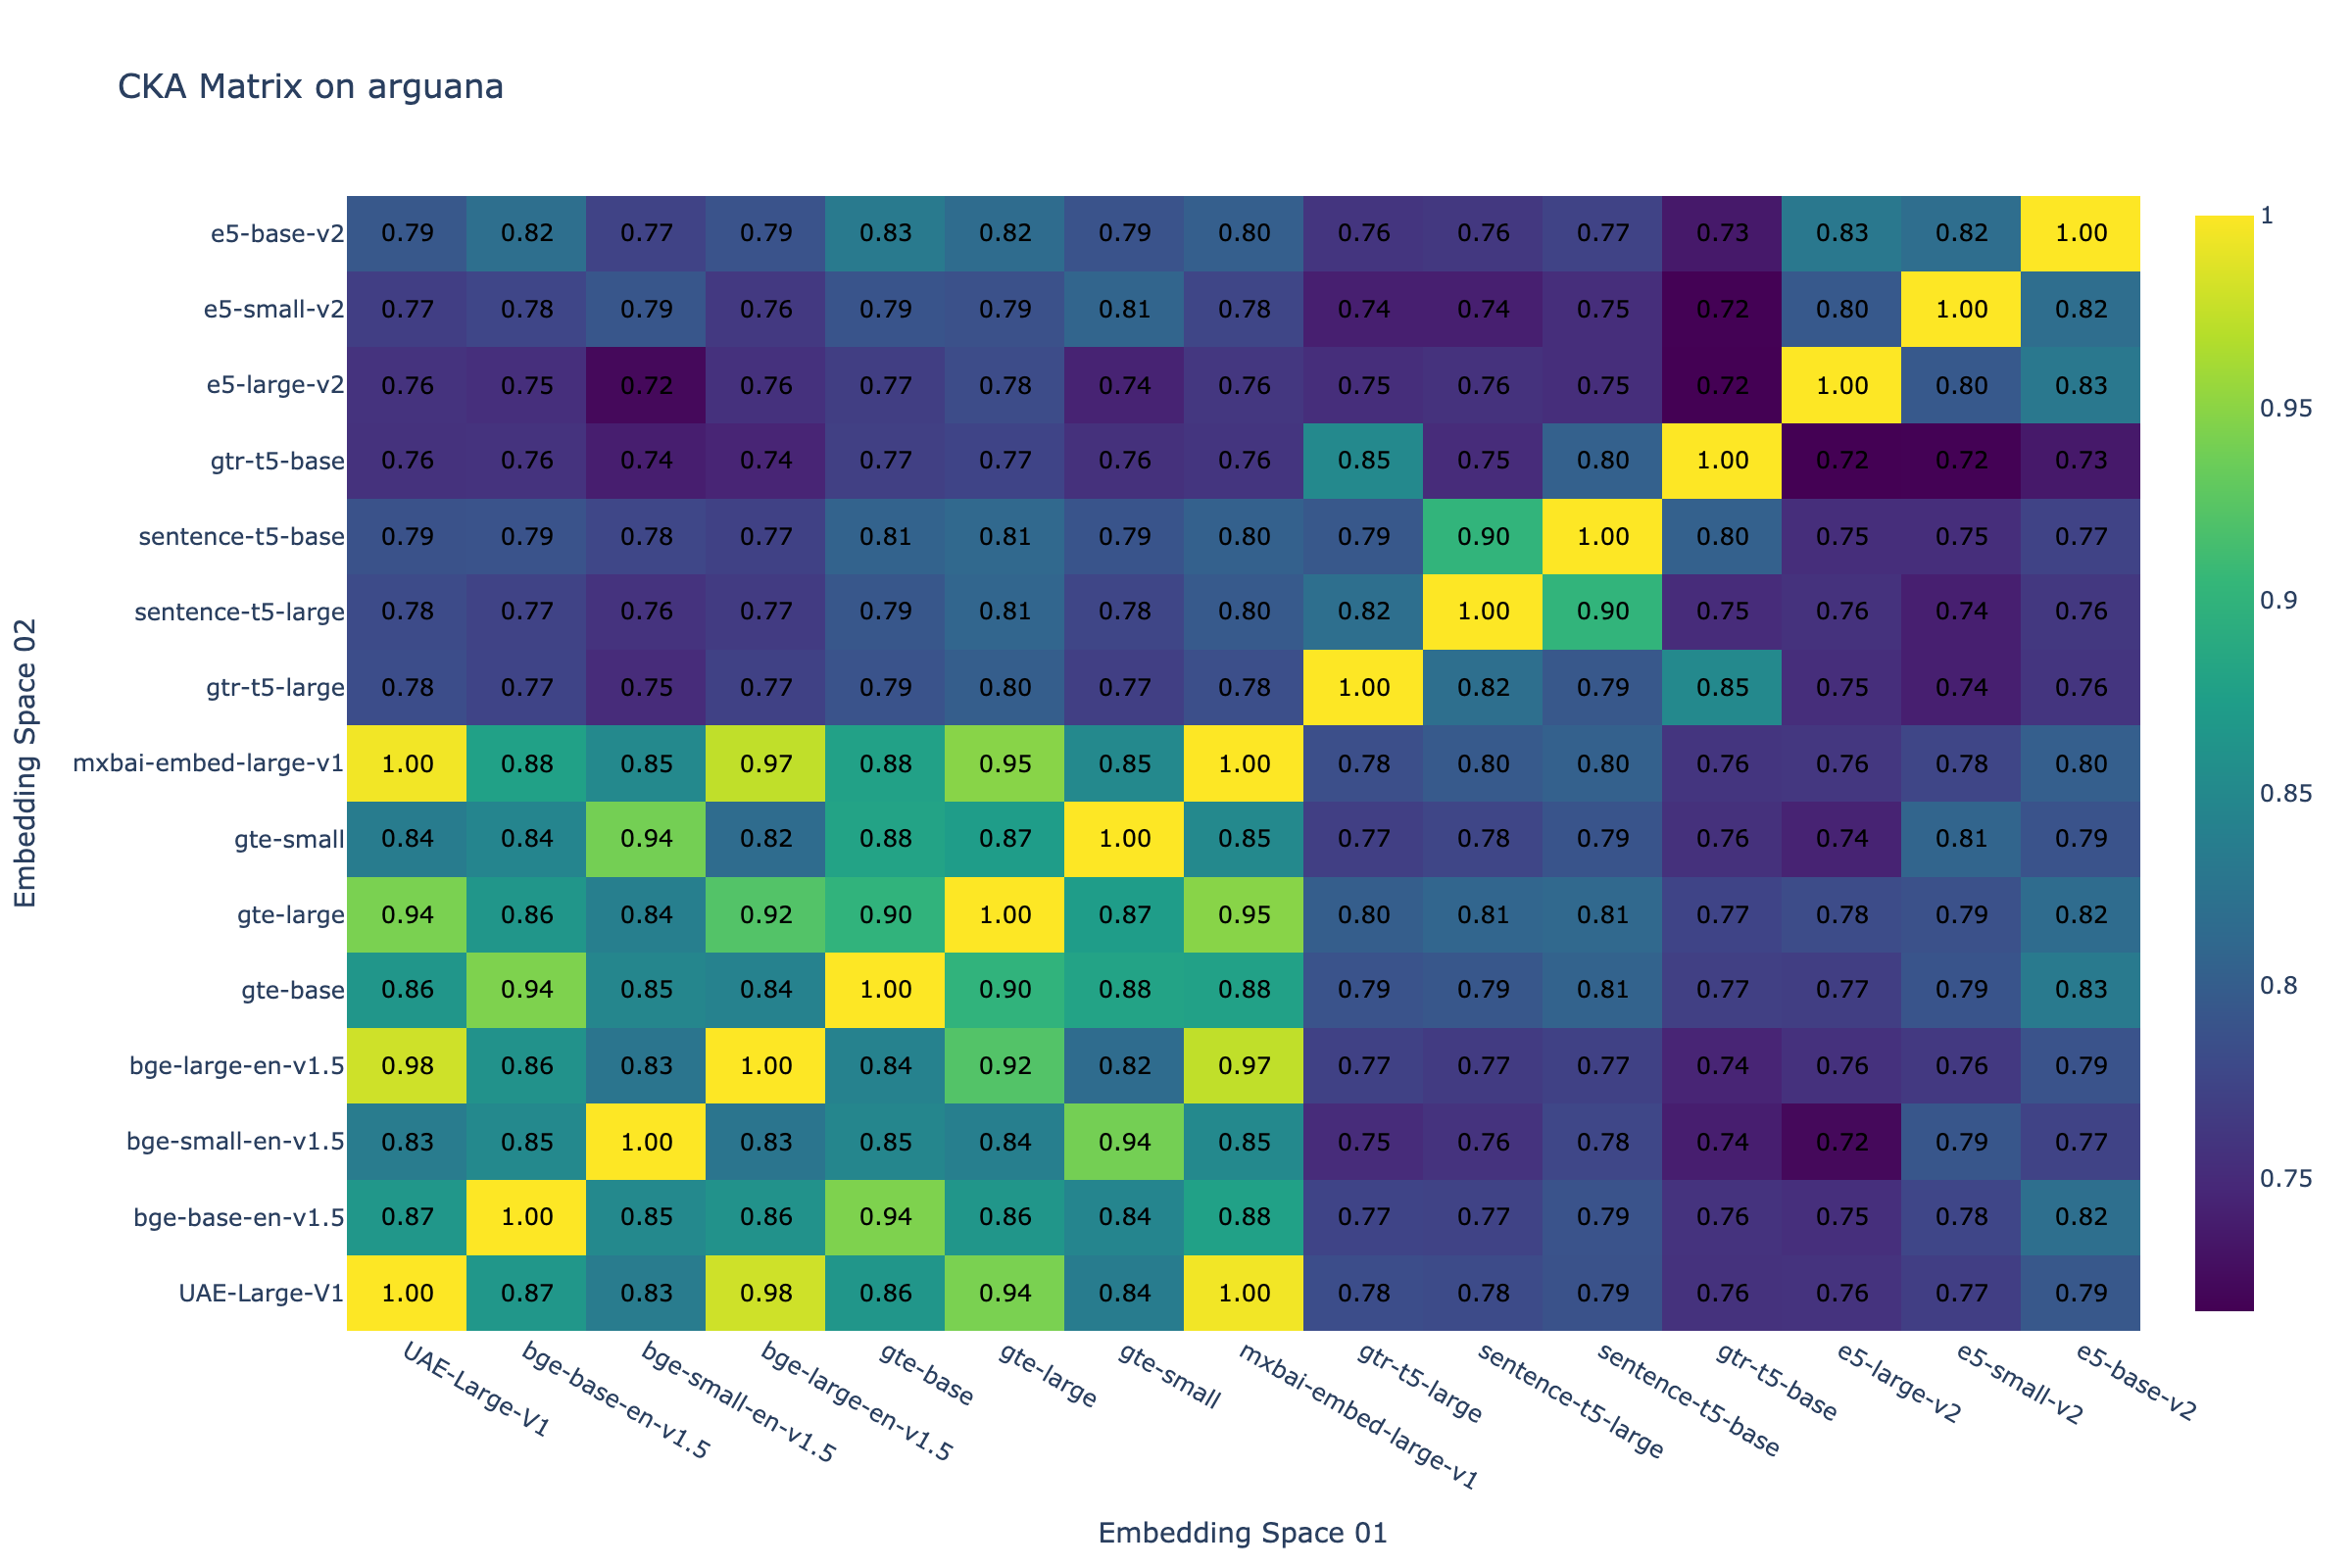 CKA Matrix on arguana
e5-base-v2 0.79 0.82 0.77 0.79 0.83 0.82 0.79 0.80 0.76 0.76 0.77 0.73 0.83 0.82 1.00
e5-small-v2 0.77 0.78 0.79 0.76 0.79 0.79 0.81 0.78 0.74 0.74 0.75 0.72 0.80 1.00 0.82
e5-large-v2 0.76 0.75 0.72 0.76 0.77 0.78 0.74 0.76 0.75 0.76 0.75 0.72 1.00 0.80 0.83
gtr-t5-base 0.76 0.76 0.74 0.74 0.77 0.77 0.76 0.76 0.85 0.75 0.80 1.00 0.72 0.72 0.73
sentence-t5-base 0.79 0.79 0.78 0.77 0.81 0.81 0.79 0.80 0.79 0.90 1.00 0.80 0.75 0.75 0.77
sentence-t5-large 0.78 0.77 0.76 0.77 0.79 0.81 0.78 0.80 0.82 1.00 0.90 0.75 0.76 0.74 0.76
gtr-t5-large 0.78 0.77 0.75 0.77 0.79 0.80 0.77 0.78 1.00 0.82 0.79 0.85 0.75 0.74 0.76
mxbai-embed-large-v1 1.00 0.88 0.85 0.97 0.88 0.95 0.85 1.00 0.78 0.80 0.80 0.76 0.76 0.78 0.80
gte-small 0.84 0.84 0.94 0.82 0.88 0.87 1.00 0.85 0.77 0.78 0.79 0.76 0.74 0.81 0.79
gte-large 0.94 0.86 0.84 0.92 0.90 1.00 0.87 0.95 0.80 0.81 0.81 0.77 0.78 0.79 0.82
gte-base 0.86 0.94 0.85 0.84 1.00 0.90 0.88 0.88 0.79 0.79 0.81 0.77 0.77 0.79 0.83
bge-large-en-v1.5 0.98 0.86 0.83 1.00 0.84 0.92 0.82 0.97 0.77 0.77 0.77 0.74 0.76 0.76 0.79
bge-small-en-v1.5 0.83 0.85 1.00 0.83 0.85 0.84 0.94 0.85 0.75 0.76 0.78 0.74 0.72 0.79 0.77
bge-base-en-v1.5 0.87 1.00 0.85 0.86 0.94 0.86 0.84 0.88 0.77 0.77 0.79 0.76 0.75 0.78 0.82
UAE-Large-V1 1.00 0.87 0.83 0.98 0.86 0.94 0.84 1.00 0.78 0.78 0.79 0.76 0.76 0.77 0.79
UAE-Large-V1
bge-base-en-v1.5
bge-small-en-v1.5
bge-large-en-v1.5
gte-base
gte-large
gte-small
mxbai-embed-large-v1
gtr-t5-large
sentence-t5-large
sentence-t5-base
gtr-t5-base
e5-large-v2
e5-small-v2
e5-base-v2
Embedding Space 01
Embedding Space 02
1
0.95
0.9
0.85
0.8
0.75